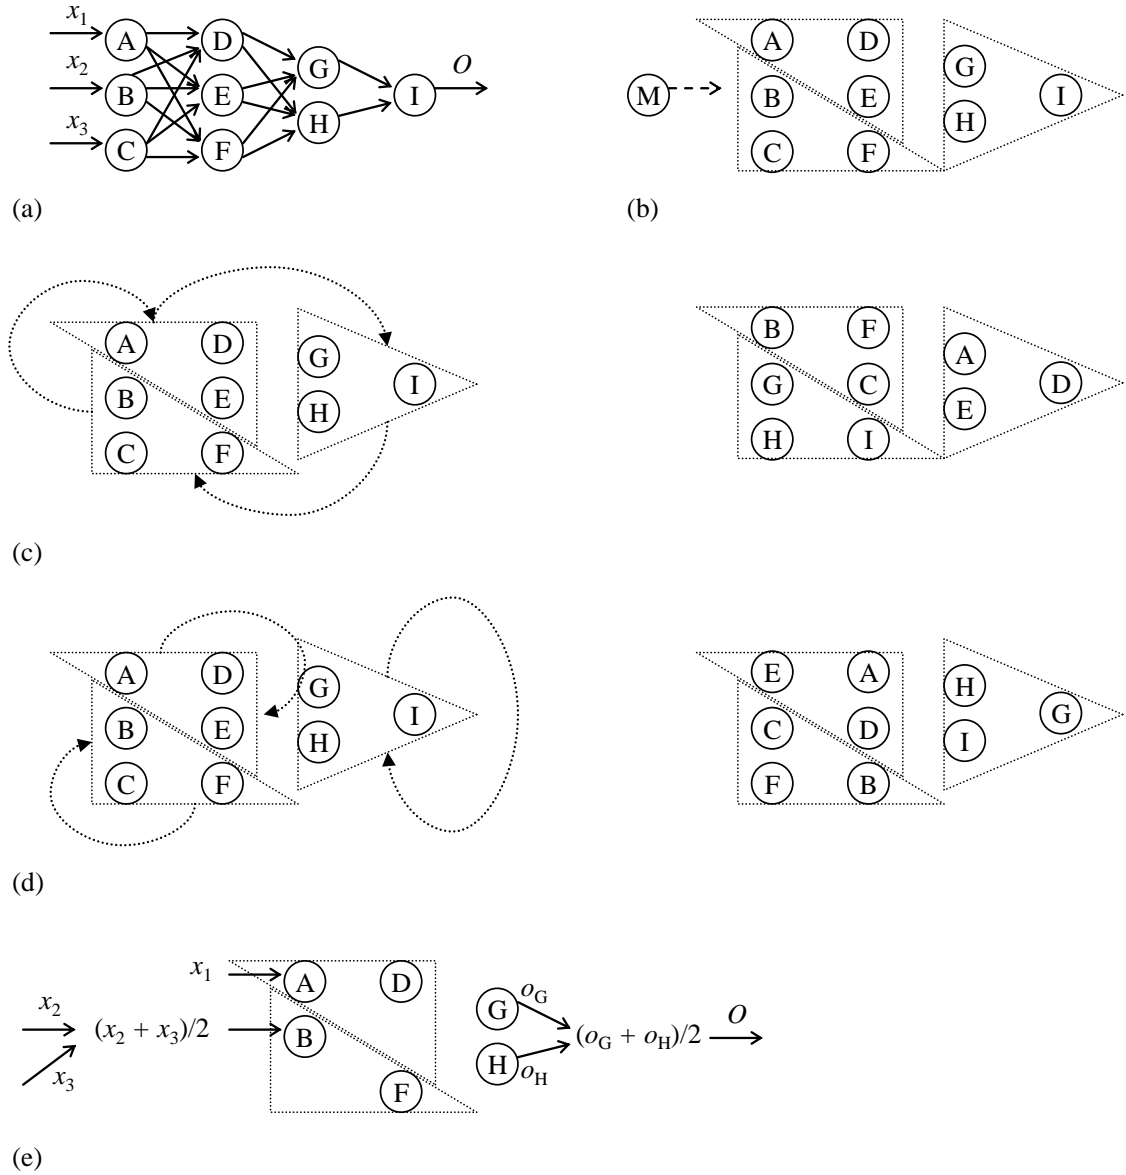 x1 A D G I O
x2 B E H
x3 C F
(a)
M A D G I
B E H
C F
(b)
A D G I
B E H
C F
B F A D
G C E
H I
(c)
A D G I
B E H
C F
E A H G
C D I
F B
(d)
x1 A D G oG
x2 (x2 + x3)/2 B (oG + oH)/2 O
x3 F H oH
(e)